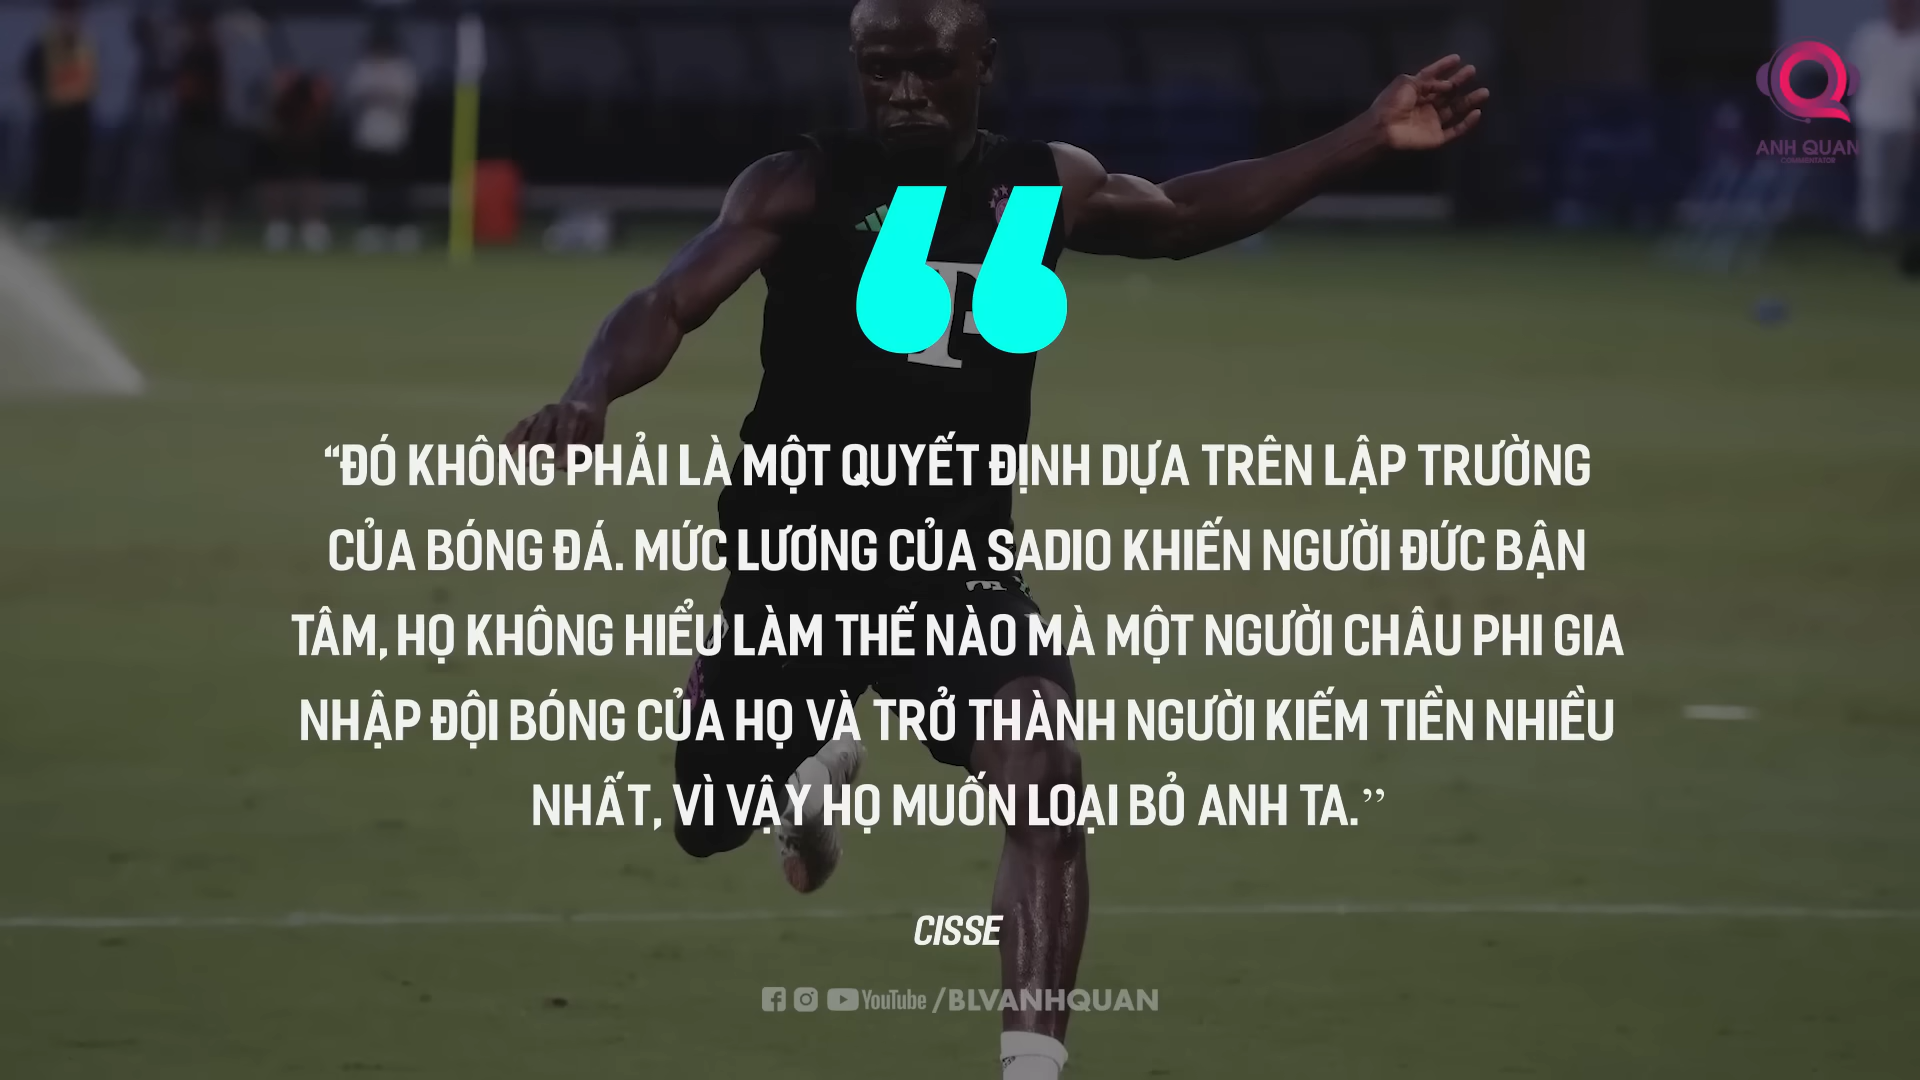 ANH QUAN
COMMENTATOR
“ĐÓ KHÔNG PHẢI LÀ MỘT QUYẾT ĐỊNH DỰA TRÊN LẬP TRƯỜNG
CỦA BÓNG ĐÁ. MỨC LƯƠNG CỦA SADIO KHIẾN NGƯỜI ĐỨC BẬN
TÂM, HỌ KHÔNG HIỂU LÀM THẾ NÀO MÀ MỘT NGƯỜI CHÂU PHI GIA
NHẬP ĐỘI BÓNG CỦA HỌ VÀ TRỞ THÀNH NGƯỜI KIẾM TIỀN NHIỀU
NHẤT, VÌ VẬY HỌ MUỐN LOẠI BỎ ANH TA.”
CISSE
YouTube /BLVANHQUAN